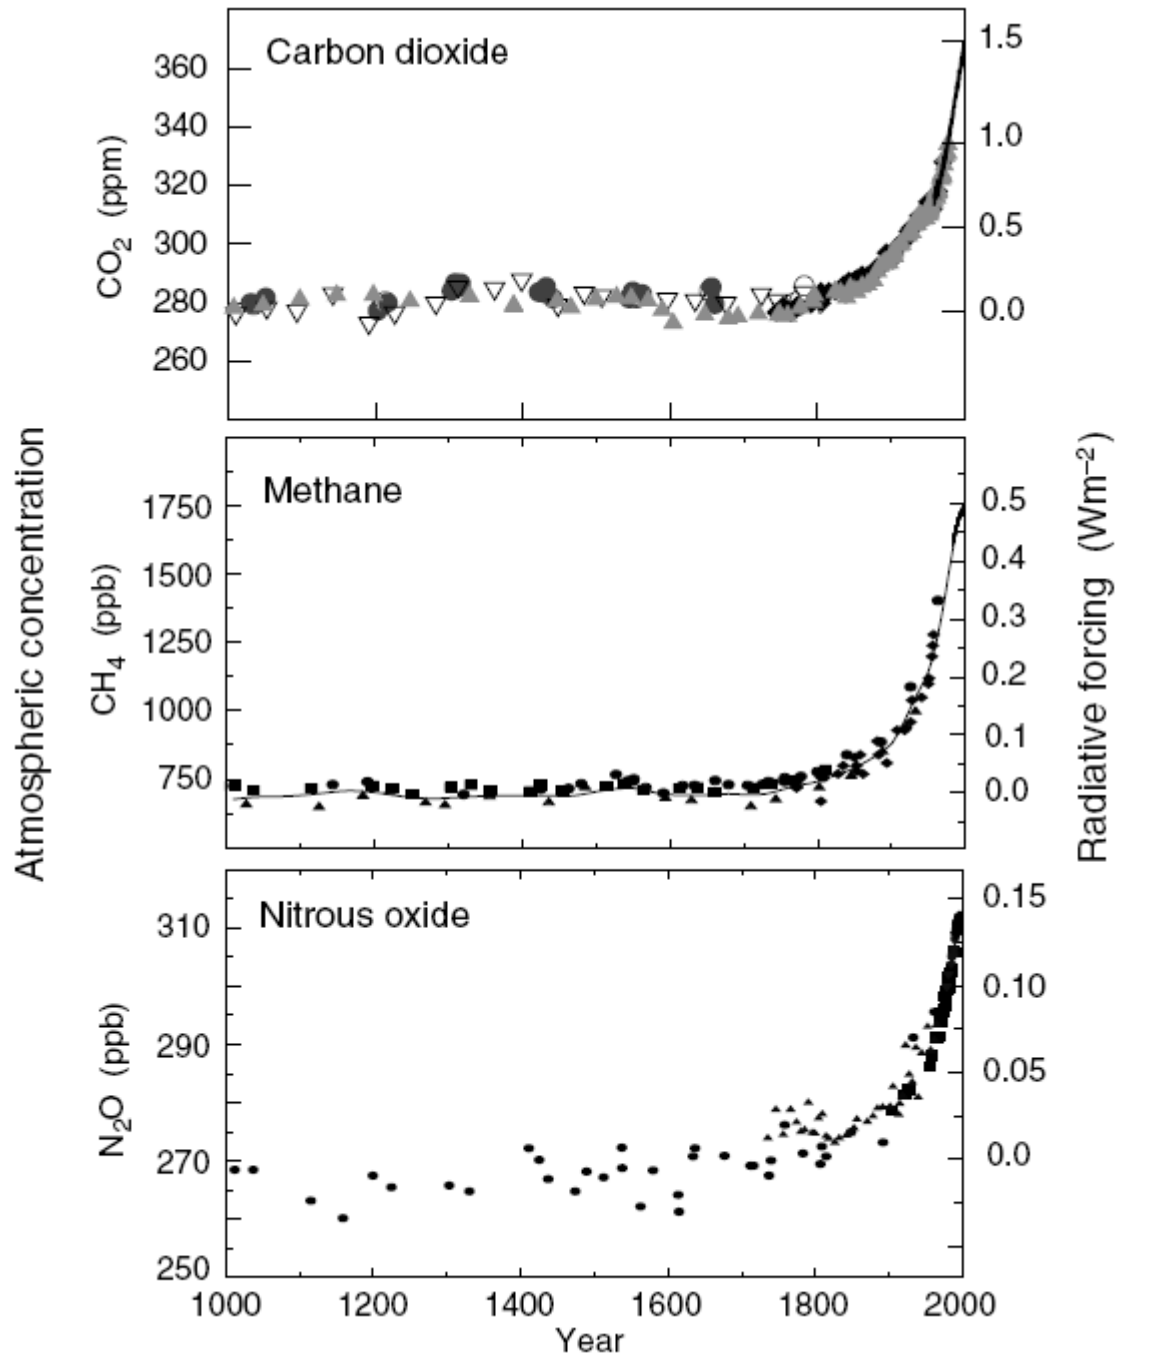 Carbon dioxide
360
340
320
300
280
260
CO2 (ppm)
1.5
1.0
0.5
0.0
Methane
1750
1500
1250
1000
750
CH4 (ppb)
0.5
0.4
0.3
0.2
0.1
0.0
Nitrous oxide
310
290
270
250
N2O (ppb)
0.15
0.10
0.05
0.0
1000 1200 1400 1600 1800 2000
Year
Atmospheric concentration
Radiative forcing (Wm−2)